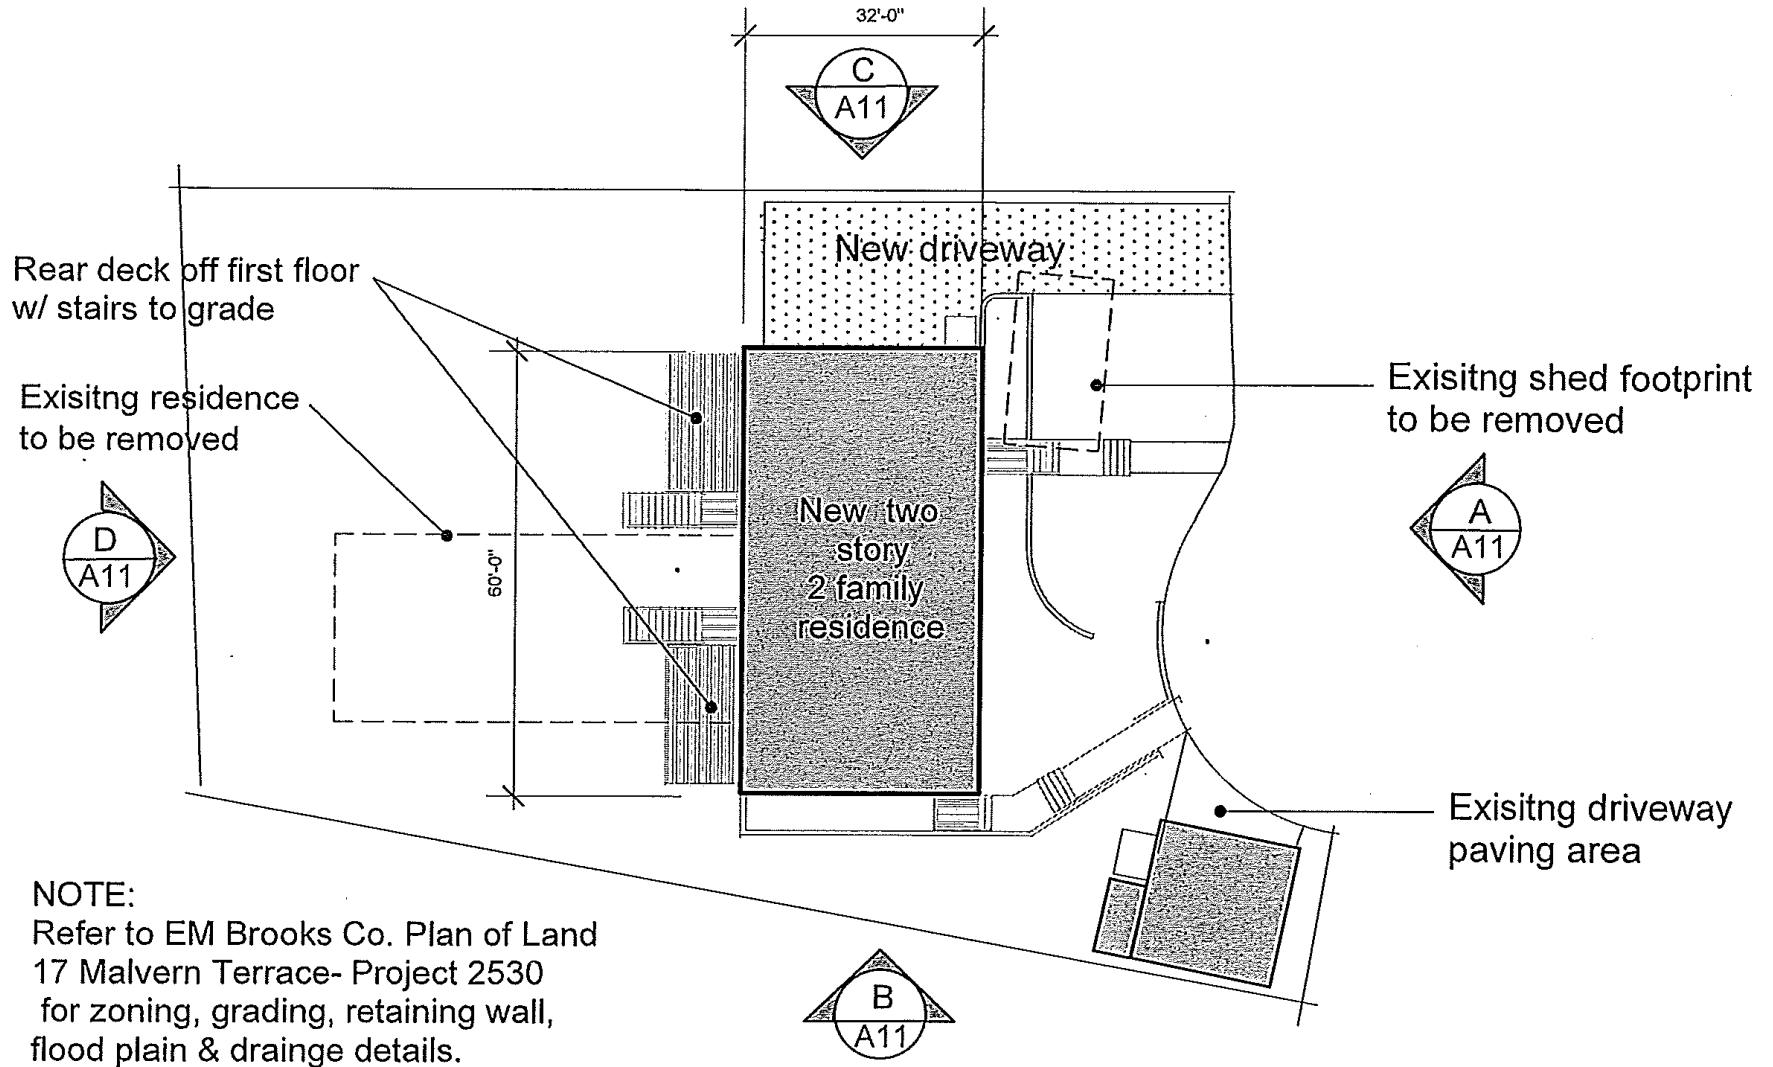 32'-0"
C
A11
New driveway
Rear deck off first floor
w/ stairs to grade
Exisitng residence
to be removed
Exisitng shed footprint
to be removed
D
A11
60'-0"
New two
story
2 family
residence
A
A11
Exisitng driveway
paving area
NOTE:
Refer to EM Brooks Co. Plan of Land
17 Malvern Terrace- Project 2530
for zoning, grading, retaining wall,
flood plain & drainge details.
B
A11